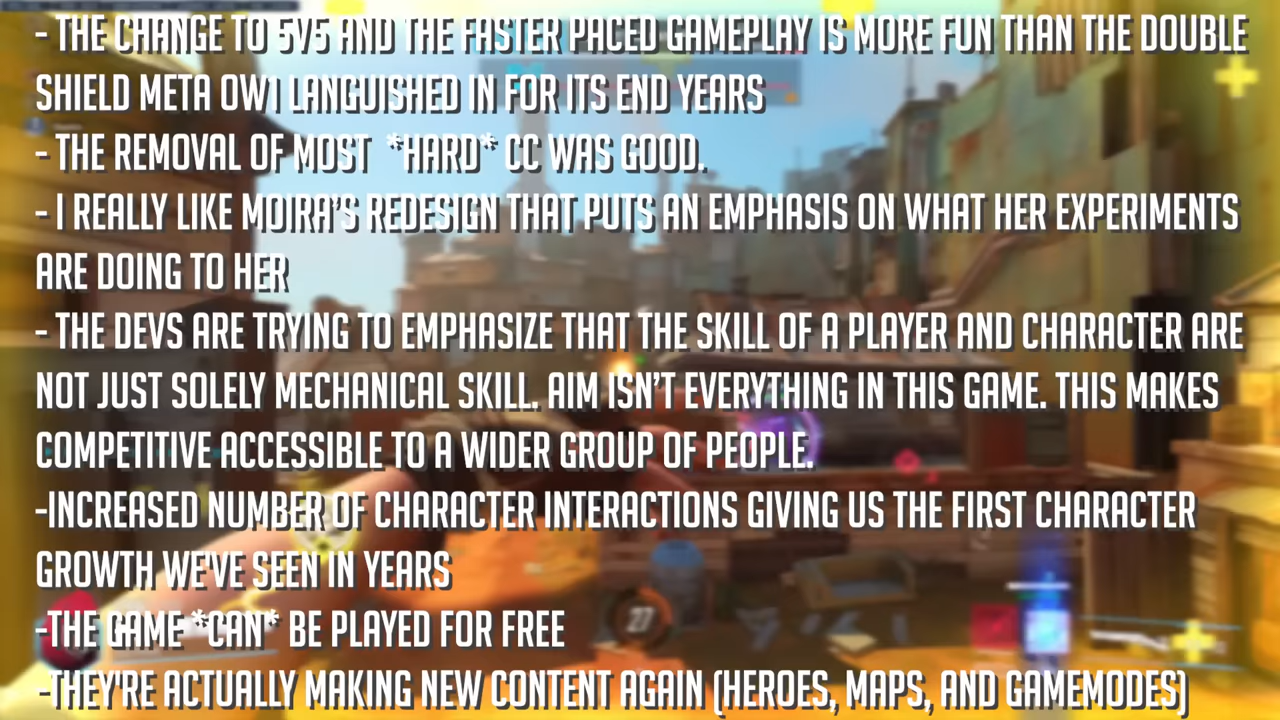 - THE CHANGE TO 5V5 AND THE FASTER PACED GAMEPLAY IS MORE FUN THAN THE DOUBLE
SHIELD META OW1 LANGUISHED IN FOR ITS END YEARS
- THE REMOVAL OF MOST *HARD* CC WAS GOOD.
- I REALLY LIKE MOIRA'S REDESIGN THAT PUTS AN EMPHASIS ON WHAT HER EXPERIMENTS
ARE DOING TO HER
- THE DEVS ARE TRYING TO EMPHASIZE THAT THE SKILL OF A PLAYER AND CHARACTER ARE
NOT JUST SOLELY MECHANICAL SKILL. AIM ISN'T EVERYTHING IN THIS GAME. THIS MAKES
COMPETITIVE ACCESSIBLE TO A WIDER GROUP OF PEOPLE.
-INCREASED NUMBER OF CHARACTER INTERACTIONS GIVING US THE FIRST CHARACTER
GROWTH WE'VE SEEN IN YEARS
-THE GAME *CAN* BE PLAYED FOR FREE
27
-THEY'RE ACTUALLY MAKING NEW CONTENT AGAIN (HEROES, MAPS, AND GAMEMODES)